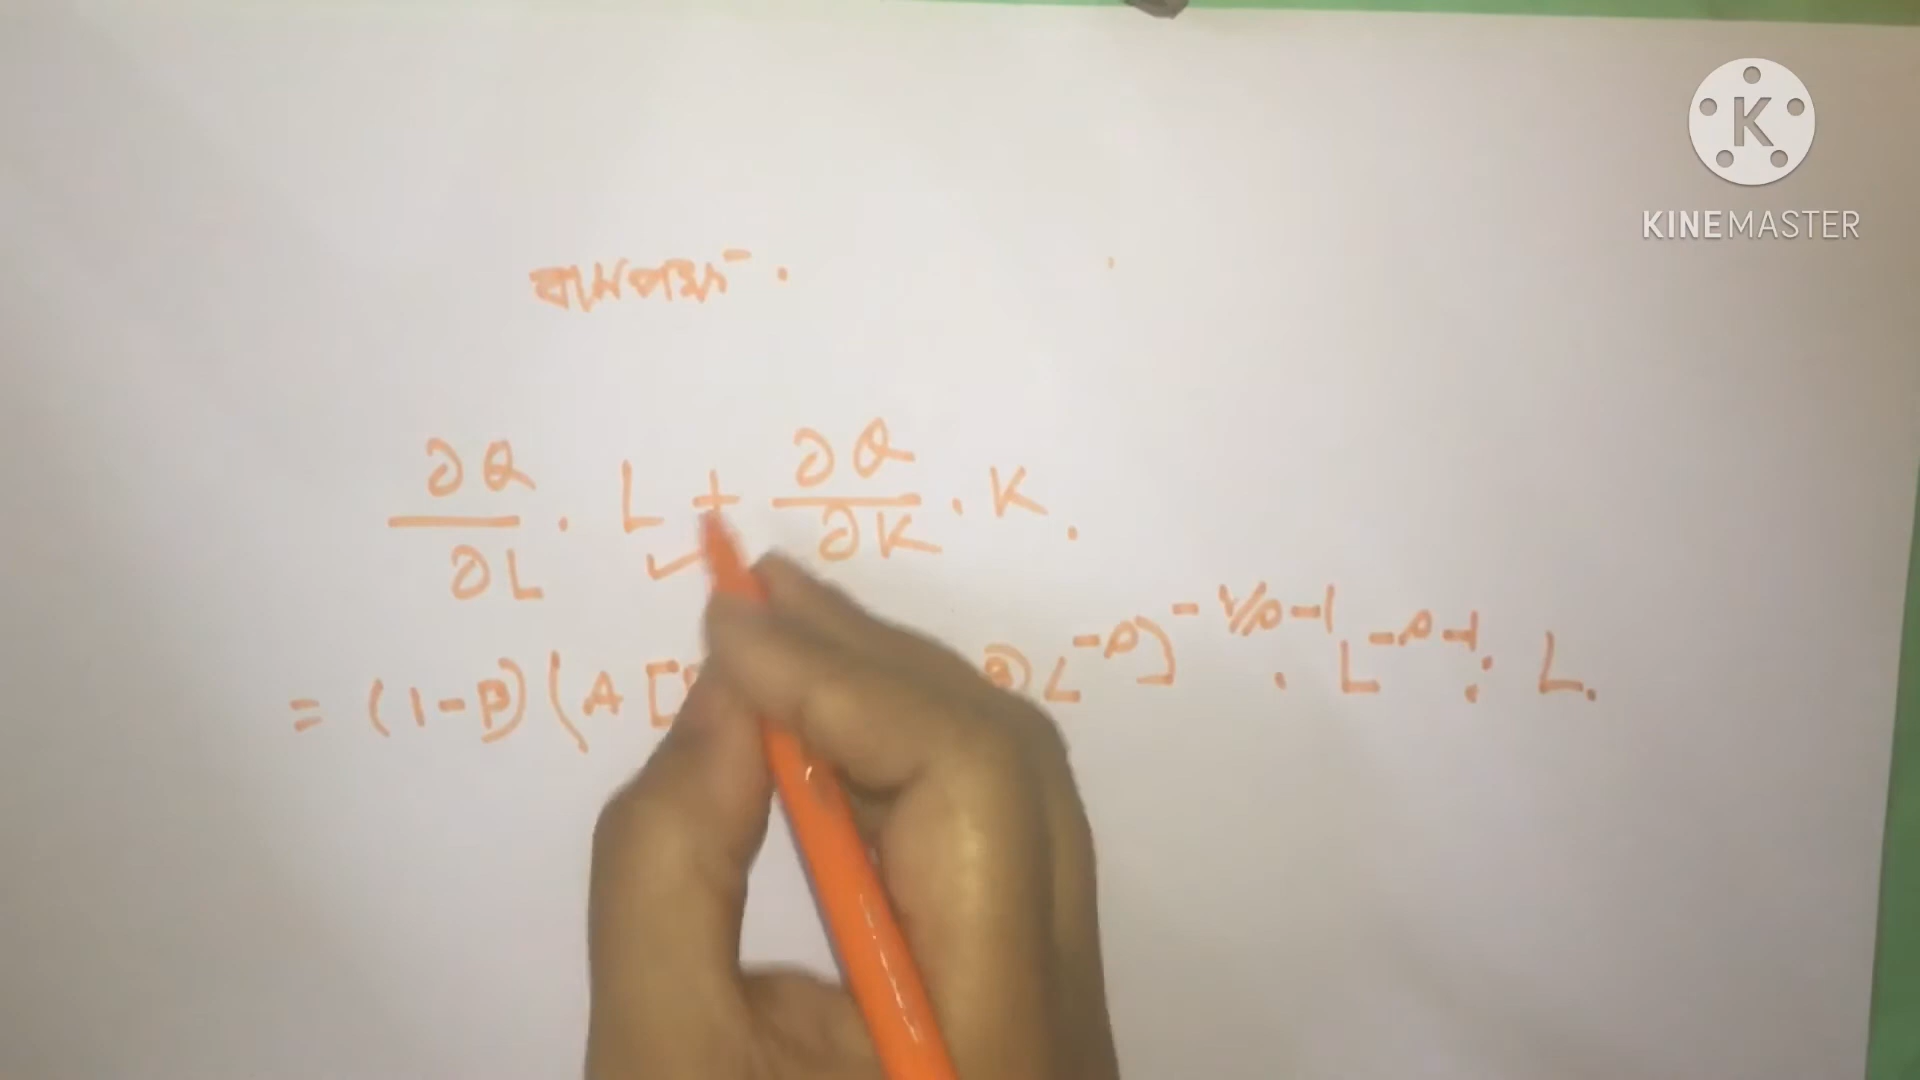 K
KINEMASTER
বামপক্ষ -
∂Q/∂L . L + ∂Q/∂K . K .
= (1-β) (A [ L^-ρ]^-1/ρ-1 . L^-ρ-1 . L.